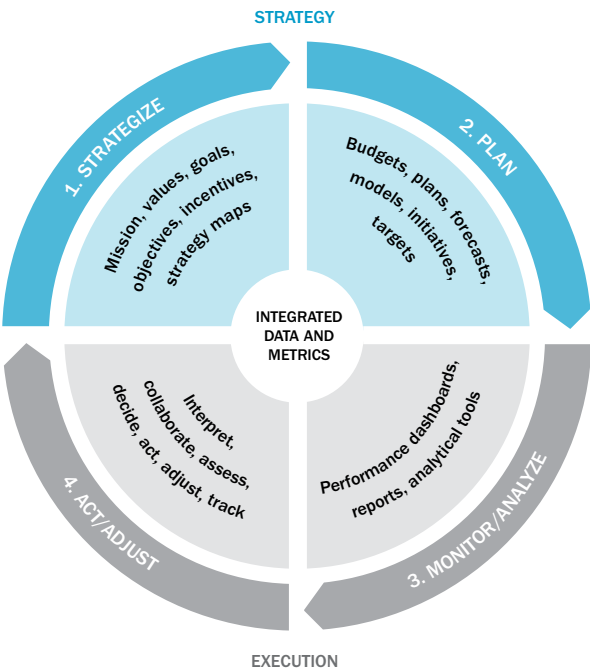 STRATEGY
1. STRATEGIZE
Mission, values, goals,
objectives, incentives,
strategy maps
2. PLAN
Budgets, plans, forecasts,
models, initiatives,
targets
INTEGRATED
DATA AND
METRICS
3. MONITOR/ANALYZE
Performance dashboards,
reports, analytical tools
4. ACT/ADJUST
Interpret,
collaborate, assess,
decide, act, adjust, track
EXECUTION